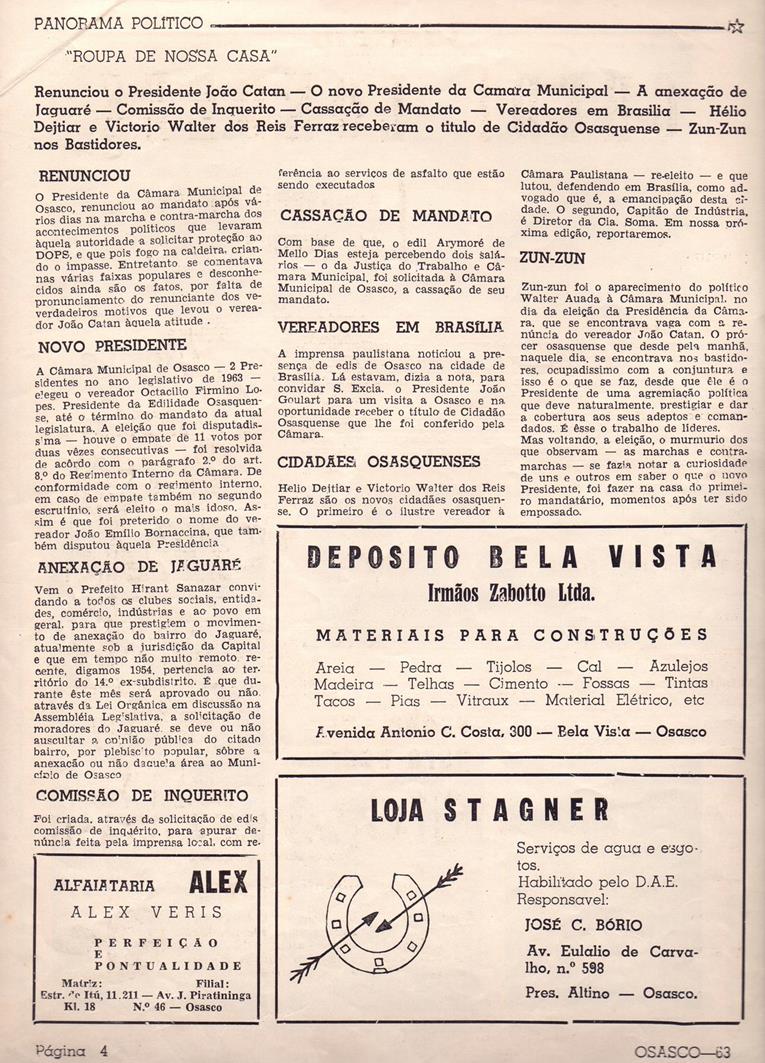 PANORAMA POLÍTICO
"ROUPA DE NOSSA CASA"
Renunciou o Presidente João Catan — O novo Presidente da Camara Municipal — A anexação de
Jaguaré — Comissão de Inquerito — Cassação de Mandato — Vereadores em Brasilia — Hélio
Dejtiar e Victorio Walter dos Reis Ferraz receberam o titulo de Cidadão Osasquense — Zun-Zun
nos Bastidores.
RENUNCIOU
O Presidente da Câmara Municipal de
Osasco, renunciou ao mandato após vá-
rios dias na marcha e contra-marcha dos
acontecimentos politicos que levaram
àquela autoridade a solicitar proteção ao
DOPS, e que pois fogo na caldeira, crian-
do o impasse. Entretanto se comentava
nas várias faixas populares e desconhe-
cidos ainda são os fatos, por falta de
pronunciamento do renunciante dos ve-
verdadeiros motivos que levou o verea-
dor João Catan àquela atitude .
NOVO PRESIDENTE
A Câmara Municipal de Osasco — 2 Pre-
sidentes no ano legislativo de 1963 —
elegeu o vereador Octacilio Firmino Lo-
pes. Presidente da Edilidade Osasquen-
se, até o término do mandato da atual
legislatura. A eleição que foi disputadis-
sima — houve o empate de 11 votos por
duas vêzes consecutivas — foi resolvida
de acôrdo com o parágrafo 2.º do art.
8.º do Regimento Interno da Câmara. De
conformidade com o regimento interno,
em caso de empate também no segundo
escrutínio, será eleito o mais idoso. As-
sim é que foi preterido o nome do ve-
reador João Emílio Bornaccina, que tam-
bém disputou àquela Presidência
ANEXAÇÃO DE JAGUARÉ
Vem o Prefeito Hirant Sanazar convi-
dando a todos os clubes sociais, entida-
des, comércio, indústrias e ao povo em
geral, para que prestigiem o movimen-
to de anexação do bairro do Jaguaré,
atualmente sob a jurisdição da Capital
e que em tempo não muito remoto, re-
cente, digamos 1954, pertencia ao ter-
ritório do 14.º ex-subdistrito. É que du-
rante êste mês será aprovado ou não,
através da Lei Orgânica em discussão na
Assembléia Legislativa, a solicitação de
moradores do Jaguaré, se deve ou não
auscultar a opinião pública do citado
bairro, por plebiscito popular, sôbre a
anexação ou não daquela área ao Muni-
cípio de Osasco
COMISSÃO DE INQUERITO
Foi criada, através de solicitação de edis
comissão de inquérito, para apurar de-
núncia feita pela imprensa local, com re-
ferência ao serviços de asfalto que estão
sendo executados
CASSAÇÃO DE MANDATO
Com base de que, o edil Arymoré de
Mello Dias esteja percebendo dois salá-
rios — o da Justiça do Trabalho e Câ-
mara Municipal, foi solicitada à Câmara
Municipal de Osasco, a cassação de seu
mandato.
VEREADORES EM BRASÍLIA
A imprensa paulistana noticiou a pre-
sença de edis de Osasco na cidade de
Brasília. Lá estavam, dizia a nota, para
convidar S. Excia. o Presidente João
Goulart para um visita a Osasco e na
oportunidade receber o título de Cidadão
Osasquense que lhe foi conferido pela
Câmara.
CIDADÃES OSASQUENSES
Helio Dejtiar e Victorio Walter dos Reis
Ferraz são os novos cidadães osasquen-
se. O primeiro é o ilustre vereador à
Câmara Paulistana — re-eleito — e que
lutou, defendendo em Brasília, como ad-
vogado que é, a emancipação desta ci-
dade. O segundo, Capitão de Indústria,
é Diretor da Cia. Soma. Em nossa pró-
xima edição, reportaremos.
ZUN-ZUN
Zun-zun foi o aparecimento do político
Walter Auada à Câmara Municipal, no
dia da eleição da Presidência da Câma-
ra, que se encontrava vaga com a re-
núncia do vereador João Catan. O pró-
cer osasquense que desde pela manhã,
naquele dia, se encontrava nos bastido-
res, ocupadissimo com a conjuntura e
isso é o que se faz, desde que êle é o
Presidente de uma agremiação política
que deve naturalmente, prestigiar e dar
a cobertura aos seus adeptos e coman-
dados. É êsse o trabalho de líderes.
Mas voltando, a eleição, o murmurio dos
que observam — as marchas e contra-
marchas — se fazia notar a curiosidade
de uns e outros em saber o que o novo
Presidente, foi fazer na casa do primei-
ro mandatário, momentos após ter sido
empossado.
DEPOSITO BELA VISTA
Irmãos Zabotto Ltda.
MATERIAIS PARA CONSTRUÇÕES
Areia — Pedra — Tijolos — Cal — Azulejos
Madeira — Telhas — Cimento — Fossas — Tintas
Tacos — Pias — Vitraux — Material Elétrico, etc
Avenida Antonio C. Costa, 300 — Bela Vista — Osasco
LOJA STAGNER
Serviços de agua e esgo-
tos.
Habilitado pelo D.A.E.
Responsavel:
JOSÉ C. BÓRIO
Av. Eulalio de Carva-
lho, n.º 598
Pres. Altino — Osasco.
ALFAIATARIA ALEX
ALEX VERIS
PERFEIÇÃO
E
PONTUALIDADE
Matriz: Filial:
Estr. de Itú, 11.211 — Av. J. Piratininga
Kl. 18 N.º 46 — Osasco
Página 4
OSASCO—63